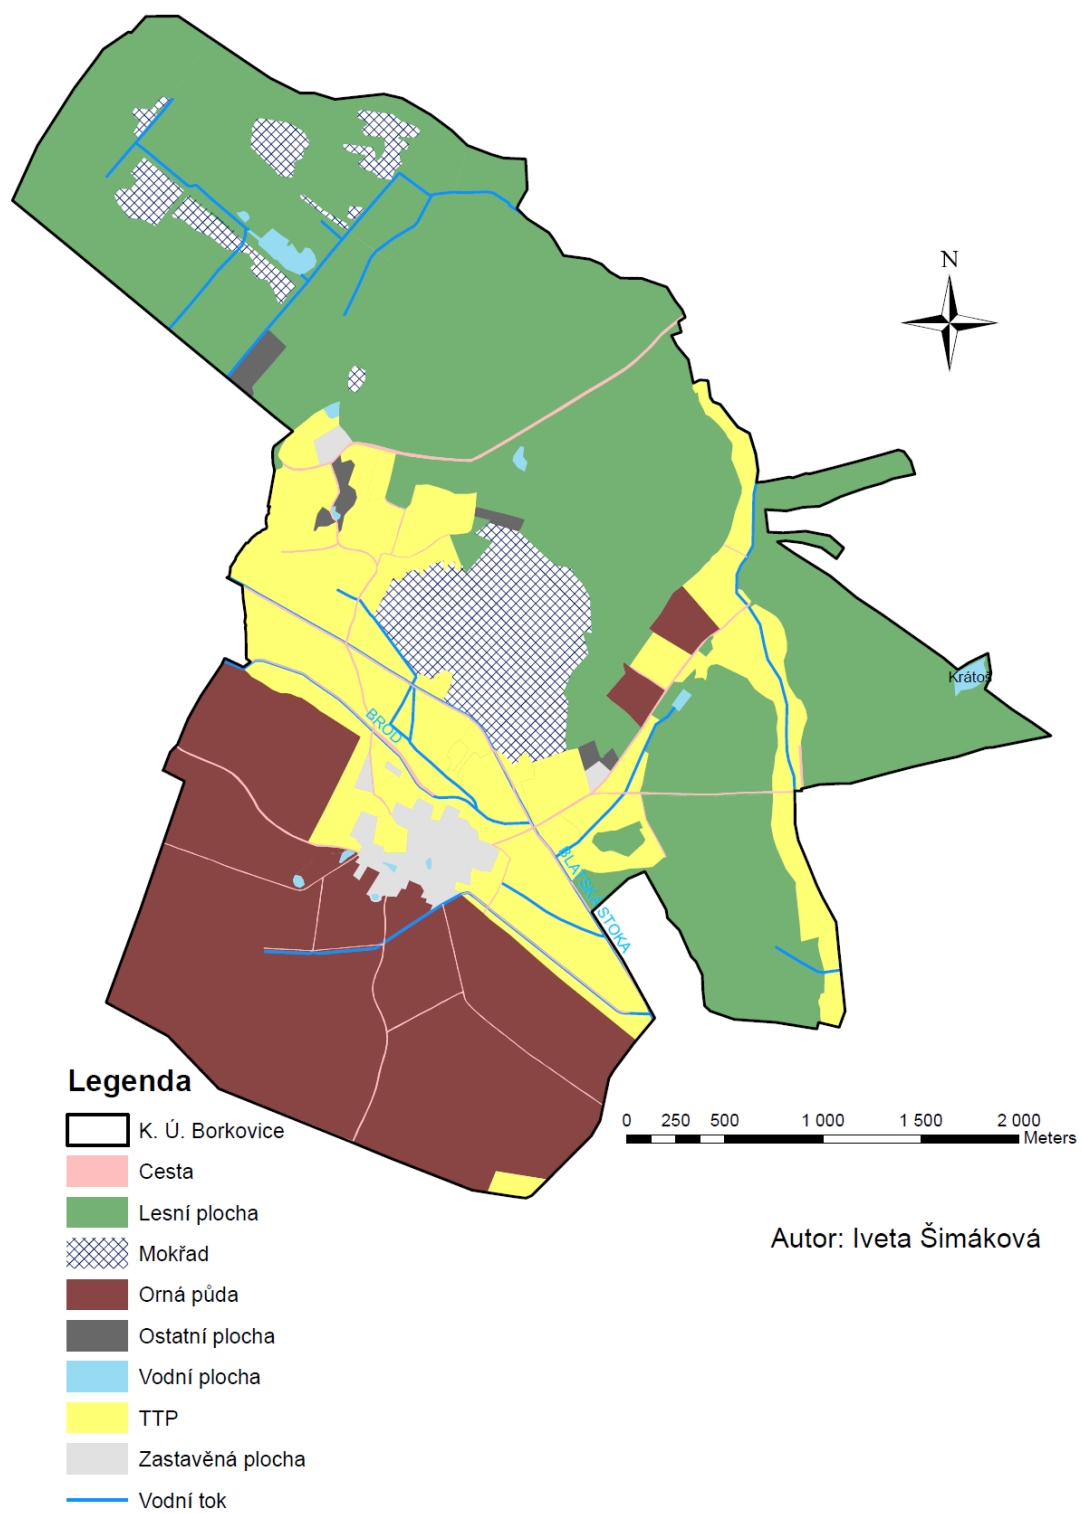 N
Krátoš
BROD
BLATSKÁ STOKA
Legenda
K. Ú. Borkovice
Cesta
Lesní plocha
Mokřad
Orná půda
Ostatní plocha
Vodní plocha
TTP
Zastavěná plocha
Vodní tok
0 250 500 1 000 1 500 2 000
Meters
Autor: Iveta Šimáková